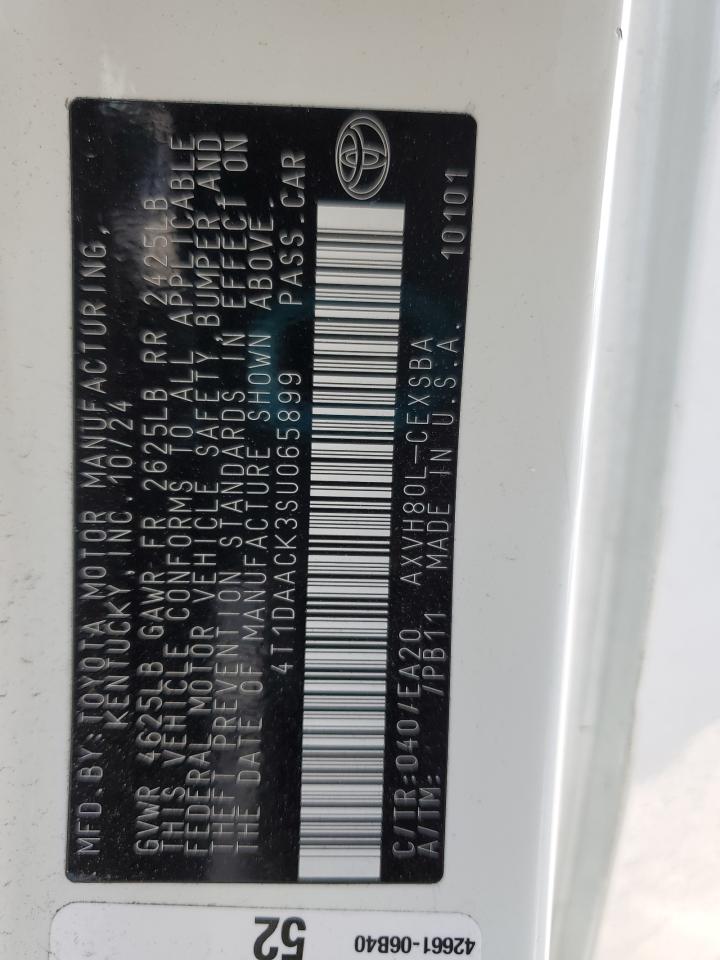 MFD.BY:TOYOTA MOTOR MANUFACTURING,
KENTUCKY,INC.10/24
GVWR 4625LB GAWR FR 2625LB RR 2425LB
THIS VEHICLE CONFORMS TO ALL APPLICABLE
FEDERAL MOTOR VEHICLE SAFETY, BUMPER,AND
THEFT PREVENTION STANDARDS IN EFFECT ON
THE DATE OF MANUFACTURE SHOWN ABOVE.
4T1DAACK3SU065899 PASS.CAR
C/TR:040/EA20 AXVH80L-CEXSBA
A/TM: /PB11 MADE IN U.S.A. 10101
52
42661-06B40